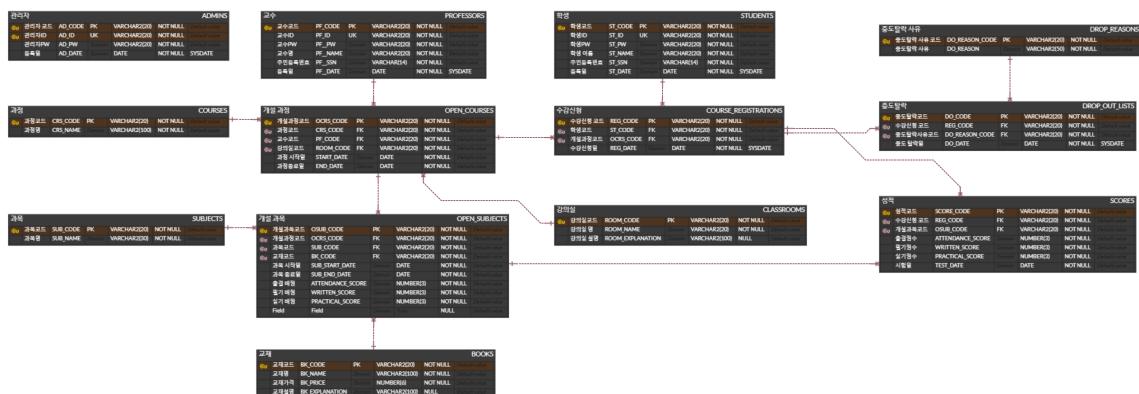 관리자 ADMINS
관리자 코드 AD_CODE PK VARCHAR2(20) NOT NULL
관리자ID AD_ID UK VARCHAR2(20) NOT NULL
관리자PW AD_PW VARCHAR2(20) NOT NULL
등록일 AD_DATE DATE NOT NULL SYSDATE
교수 PROFESSORS
교수코드 PF_CODE PK VARCHAR2(20) NOT NULL
교수ID PF_ID UK VARCHAR2(20) NOT NULL
교수PW PF_PW VARCHAR2(20) NOT NULL
교수명 PF_NAME VARCHAR2(20) NOT NULL
주민등록번호 PF_SSN VARCHAR(14) NOT NULL
등록일 PF_DATE DATE NOT NULL SYSDATE
학생 STUDENTS
학생코드 ST_CODE PK VARCHAR2(20) NOT NULL
학생ID ST_ID UK VARCHAR2(20) NOT NULL
학생PW ST_PW VARCHAR2(20) NOT NULL
학생 이름 ST_NAME VARCHAR2(20) NOT NULL
주민등록번호 ST_SSN VARCHAR(14) NOT NULL
등록일 DATE DATE NOT NULL SYSDATE
중도탈락 사유 DROP_REASONS
중도탈락 사유 코드 DO_REASON_CODE PK VARCHAR2(20) NOT NULL
중도탈락 사유 DO_REASON VARCHAR2(50) NOT NULL
과정 COURSES
과정코드 CRS_CODE PK VARCHAR2(20) NOT NULL
과정명 CRS_NAME VARCHAR2(100) NOT NULL
개설 과정 OPEN_COURSES
개설과정코드 OCRS_CODE PK VARCHAR2(20) NOT NULL
과정코드 CRS_CODE FK VARCHAR2(20) NOT NULL
교수코드 PF_CODE FK VARCHAR2(20) NOT NULL
강의실코드 ROOM_CODE FK VARCHAR2(20) NOT NULL
과정 시작일 START_DATE DATE NOT NULL
과정종료일 END_DATE DATE NOT NULL
수강신청 COURSE_REGISTRATIONS
수강신청 코드 REG_CODE PK VARCHAR2(20) NOT NULL
학생코드 ST_CODE FK VARCHAR2(20) NOT NULL
개설과정코드 OCRS_CODE FK VARCHAR2(20) NOT NULL
수강신청일 REG_DATE DATE NOT NULL SYSDATE
중도탈락 DROP_OUT_LISTS
중도탈락코드 DO_CODE PK VARCHAR2(20) NOT NULL
수강신청 코드 REG_CODE FK VARCHAR2(20) NOT NULL
중도탈락사유코드 DO_REASON_CODE FK VARCHAR2(20) NOT NULL
중도 탈락일 DO_DATE DATE NOT NULL SYSDATE
과목 SUBJECTS
과목코드 SUB_CODE PK VARCHAR2(20) NOT NULL
과목명 SUB_NAME VARCHAR2(30) NOT NULL
개설 과목 OPEN_SUBJECTS
개설과목코드 OSUB_CODE PK VARCHAR2(20) NOT NULL
개설과정코드 OCRS_CODE FK VARCHAR2(20) NOT NULL
과목코드 SUB_CODE FK VARCHAR2(20) NOT NULL
교재코드 BK_CODE FK VARCHAR2(20) NOT NULL
과목 시작일 SUB_START_DATE DATE NOT NULL
과목 종료일 SUB_END_DATE DATE NOT NULL
출결 배점 ATTENDANCE_SCORE NUMBER(3) NOT NULL
필기 배점 WRITTEN_SCORE NUMBER(3) NOT NULL
실기 배점 PRACTICAL_SCORE NUMBER(3) NOT NULL
Field Field NULL
강의실 CLASSROOMS
강의실코드 ROOM_CODE PK VARCHAR2(20) NOT NULL
강의실 명 ROOM_NAME VARCHAR2(20) NOT NULL
강의실 설명 ROOM_EXPLANATION VARCHAR2(100) NULL
성적 SCORES
성적코드 SCORE_CODE PK VARCHAR2(20) NOT NULL
수강신청 코드 REG_CODE FK VARCHAR2(20) NOT NULL
개설과목코드 OSUB_CODE FK VARCHAR2(20) NOT NULL
출결점수 ATTENDANCE_SCORE NUMBER(3) NOT NULL
필기점수 WRITTEN_SCORE NUMBER(3) NOT NULL
실기점수 PRACTICAL_SCORE NUMBER(3) NOT NULL
시험일 TEST_DATE DATE NOT NULL
교재 BOOKS
교재코드 BK_CODE PK VARCHAR2(20) NOT NULL
교재명 BK_NAME VARCHAR2(100) NOT NULL
교재가격 BK_PRICE NUMBER(6) NOT NULL
교재설명 BK_EXPLANATION VARCHAR2(100) NULL